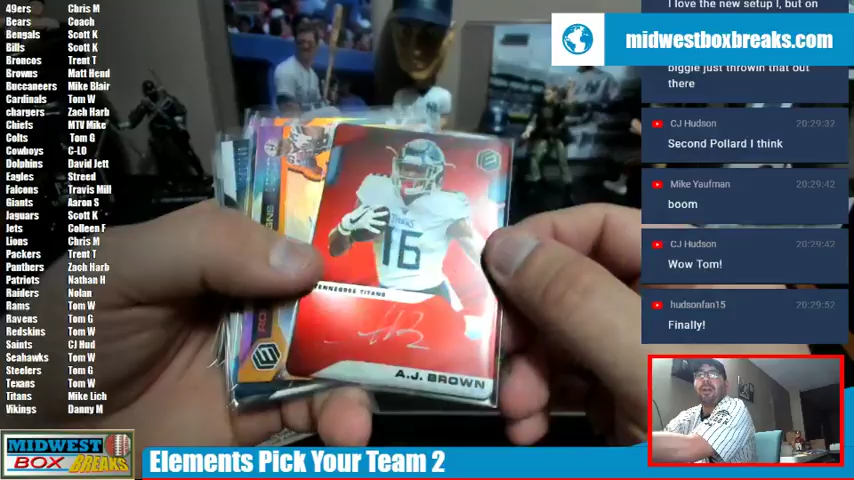 49ers Chris M
Bears Coach
Bengals Scott K
Bills Scott K
Broncos Trent T
Browns Matt Hend
Buccaneers Mike Blair
Cardinals Tom W
chargers Zach Harb
Chiefs MTV Mike
Colts Tom G
Cowboys C-LO
Dolphins David Jett
Eagles Streed
Falcons Travis Mill
Giants Aaron S
Jaguars Scott K
Jets Colleen F
Lions Chris M
Packers Trent T
Panthers Zach Harb
Patriots Nathan H
Raiders Nolan
Rams Tom W
Ravens Tom G
Redskins Tom W
Saints CJ Hud
Seahawks Tom W
Steelers Tom G
Texans Tom W
Titans Mike Lich
Vikings Danny M
TITANS
16
TENNESSEE TITANS
A.J. BROWN
I love the new setup I, but on
midwestboxbreaks.com
biggie just throwin that out
there
CJ Hudson 20:29:32
Second Pollard I think
Mike Yaufman 20:29:42
boom
CJ Hudson 20:29:42
Wow Tom!
hudsonfan15 20:29:52
Finally!
MIDWEST
BOX BREAKS
Elements Pick Your Team 2